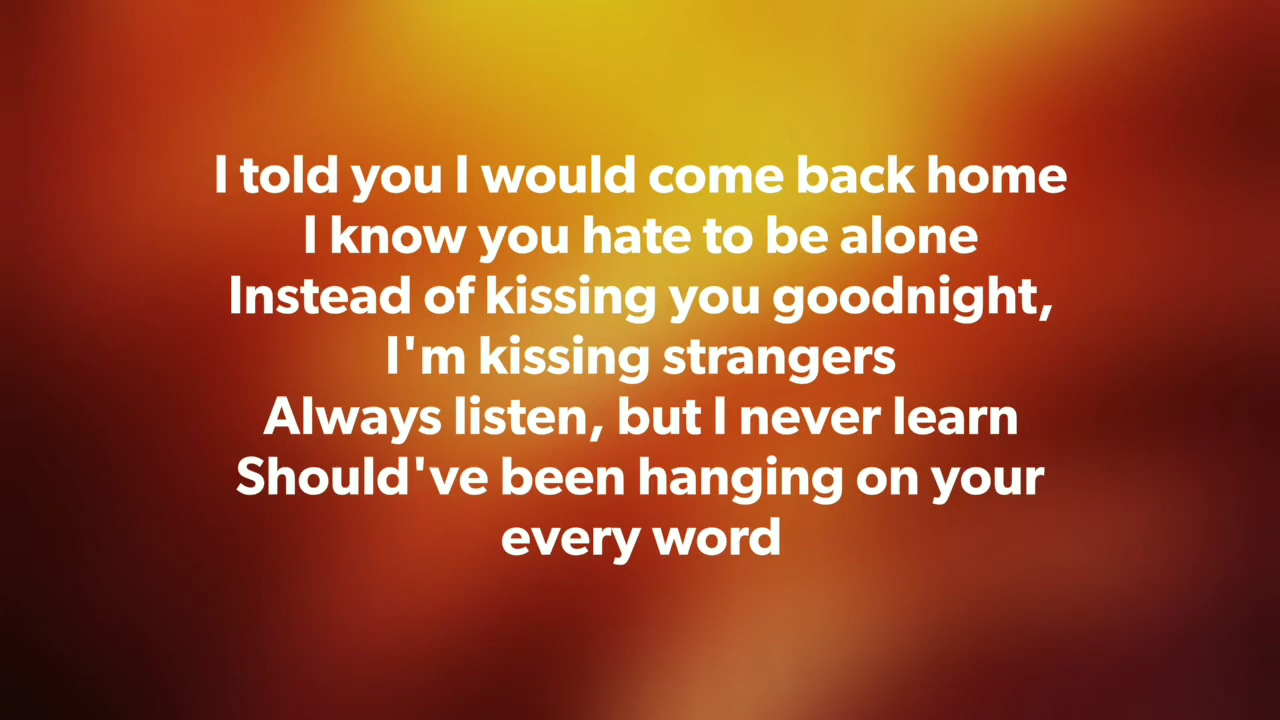 I told you I would come back home
I know you hate to be alone
Instead of kissing you goodnight,
I'm kissing strangers
Always listen, but I never learn
Should've been hanging on your
every word